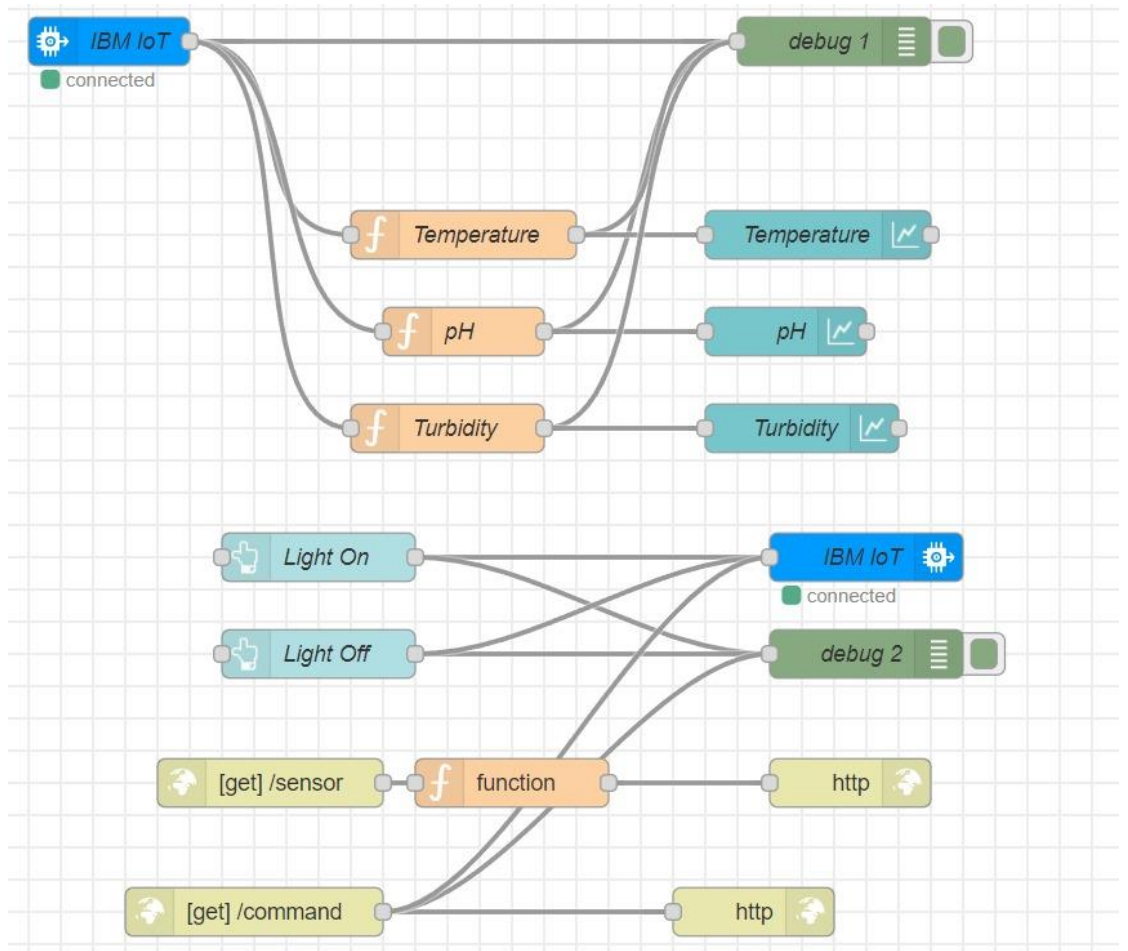 IBM IoT
debug 1
connected
Temperature
Temperature
pH
pH
Turbidity
Turbidity
Light On
IBM IoT
connected
Light Off
debug 2
[get] /sensor
function
http
[get] /command
http